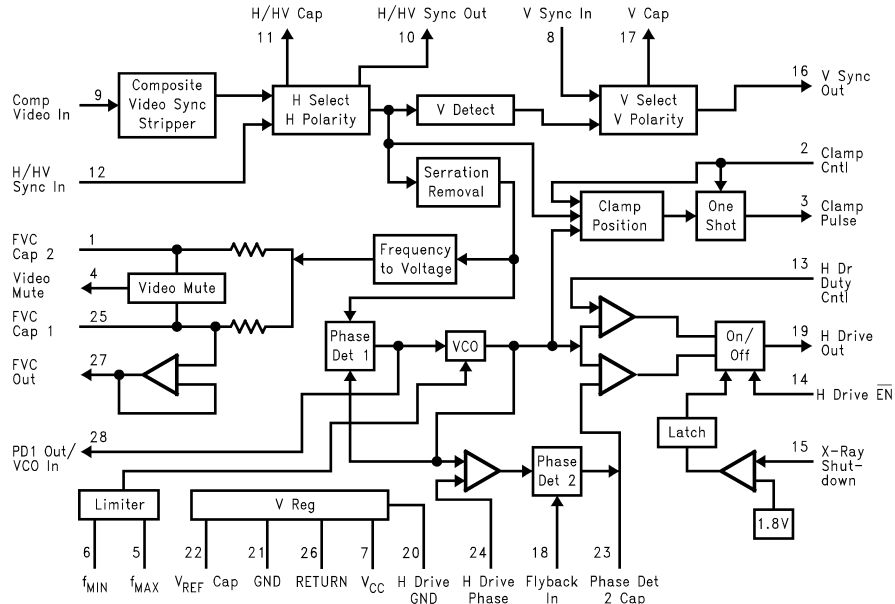 H/HV Cap
11
H/HV Sync Out
10
V Sync In
8
V Cap
17
Comp
Video In
9
Composite
Video Sync
Stripper
H Select
H Polarity
V Detect
V Select
V Polarity
16
V Sync
Out
H/HV
Sync In
12
Serration
Removal
2
Clamp
Cntl
Clamp
Position
One
Shot
3
Clamp
Pulse
FVC
Cap 2
1
Video
Mute
4
Video Mute
Frequency
to Voltage
13
H Dr
Duty
Cntl
FVC
Cap 1
25
FVC
Out
27
Phase
Det 1
VCO
On/
Off
19
H Drive
Out
14
H Drive EN
PD1 Out/
VCO In
28
Latch
15
X-Ray
Shut-
down
Phase
Det 2
1.8V
Limiter
V Reg
6
5
22
21
26
7
20
24
18
23
fMIN
fMAX
VREF Cap
GND
RETURN
VCC
H Drive
GND
H Drive
Phase
Flyback
In
Phase Det
2 Cap